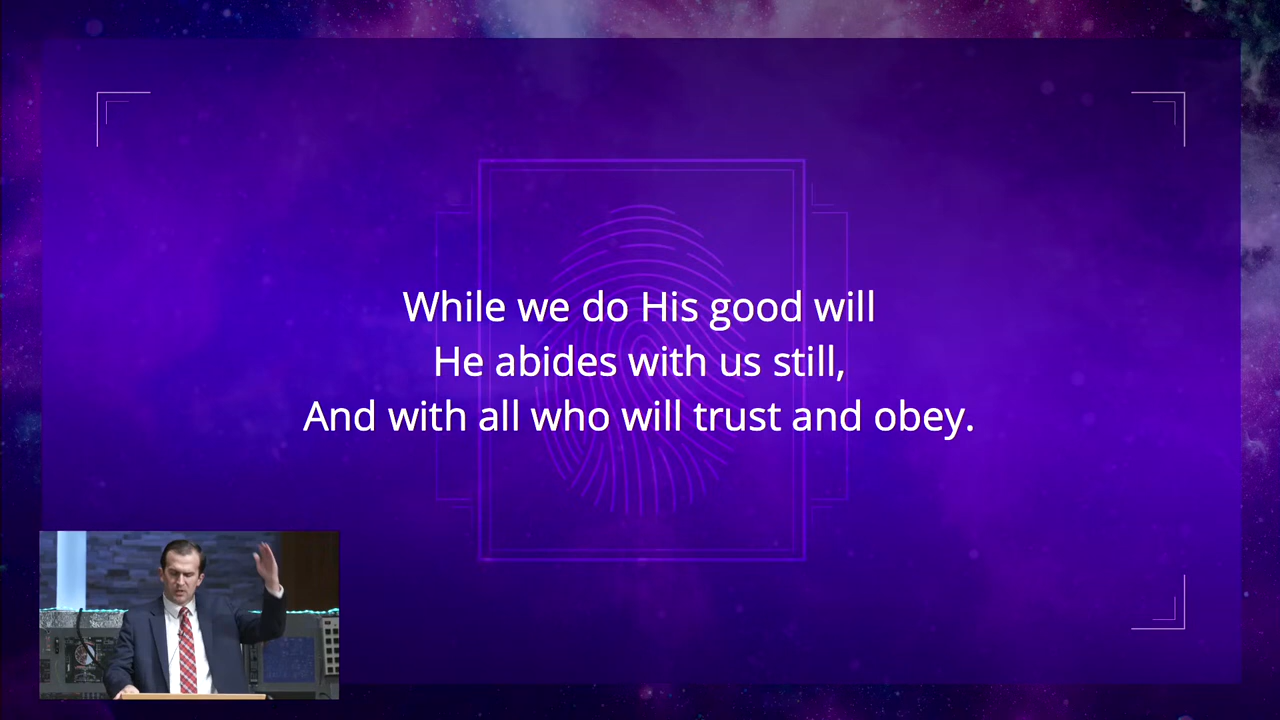 While we do His good will
He abides with us still,
And with all who will trust and obey.